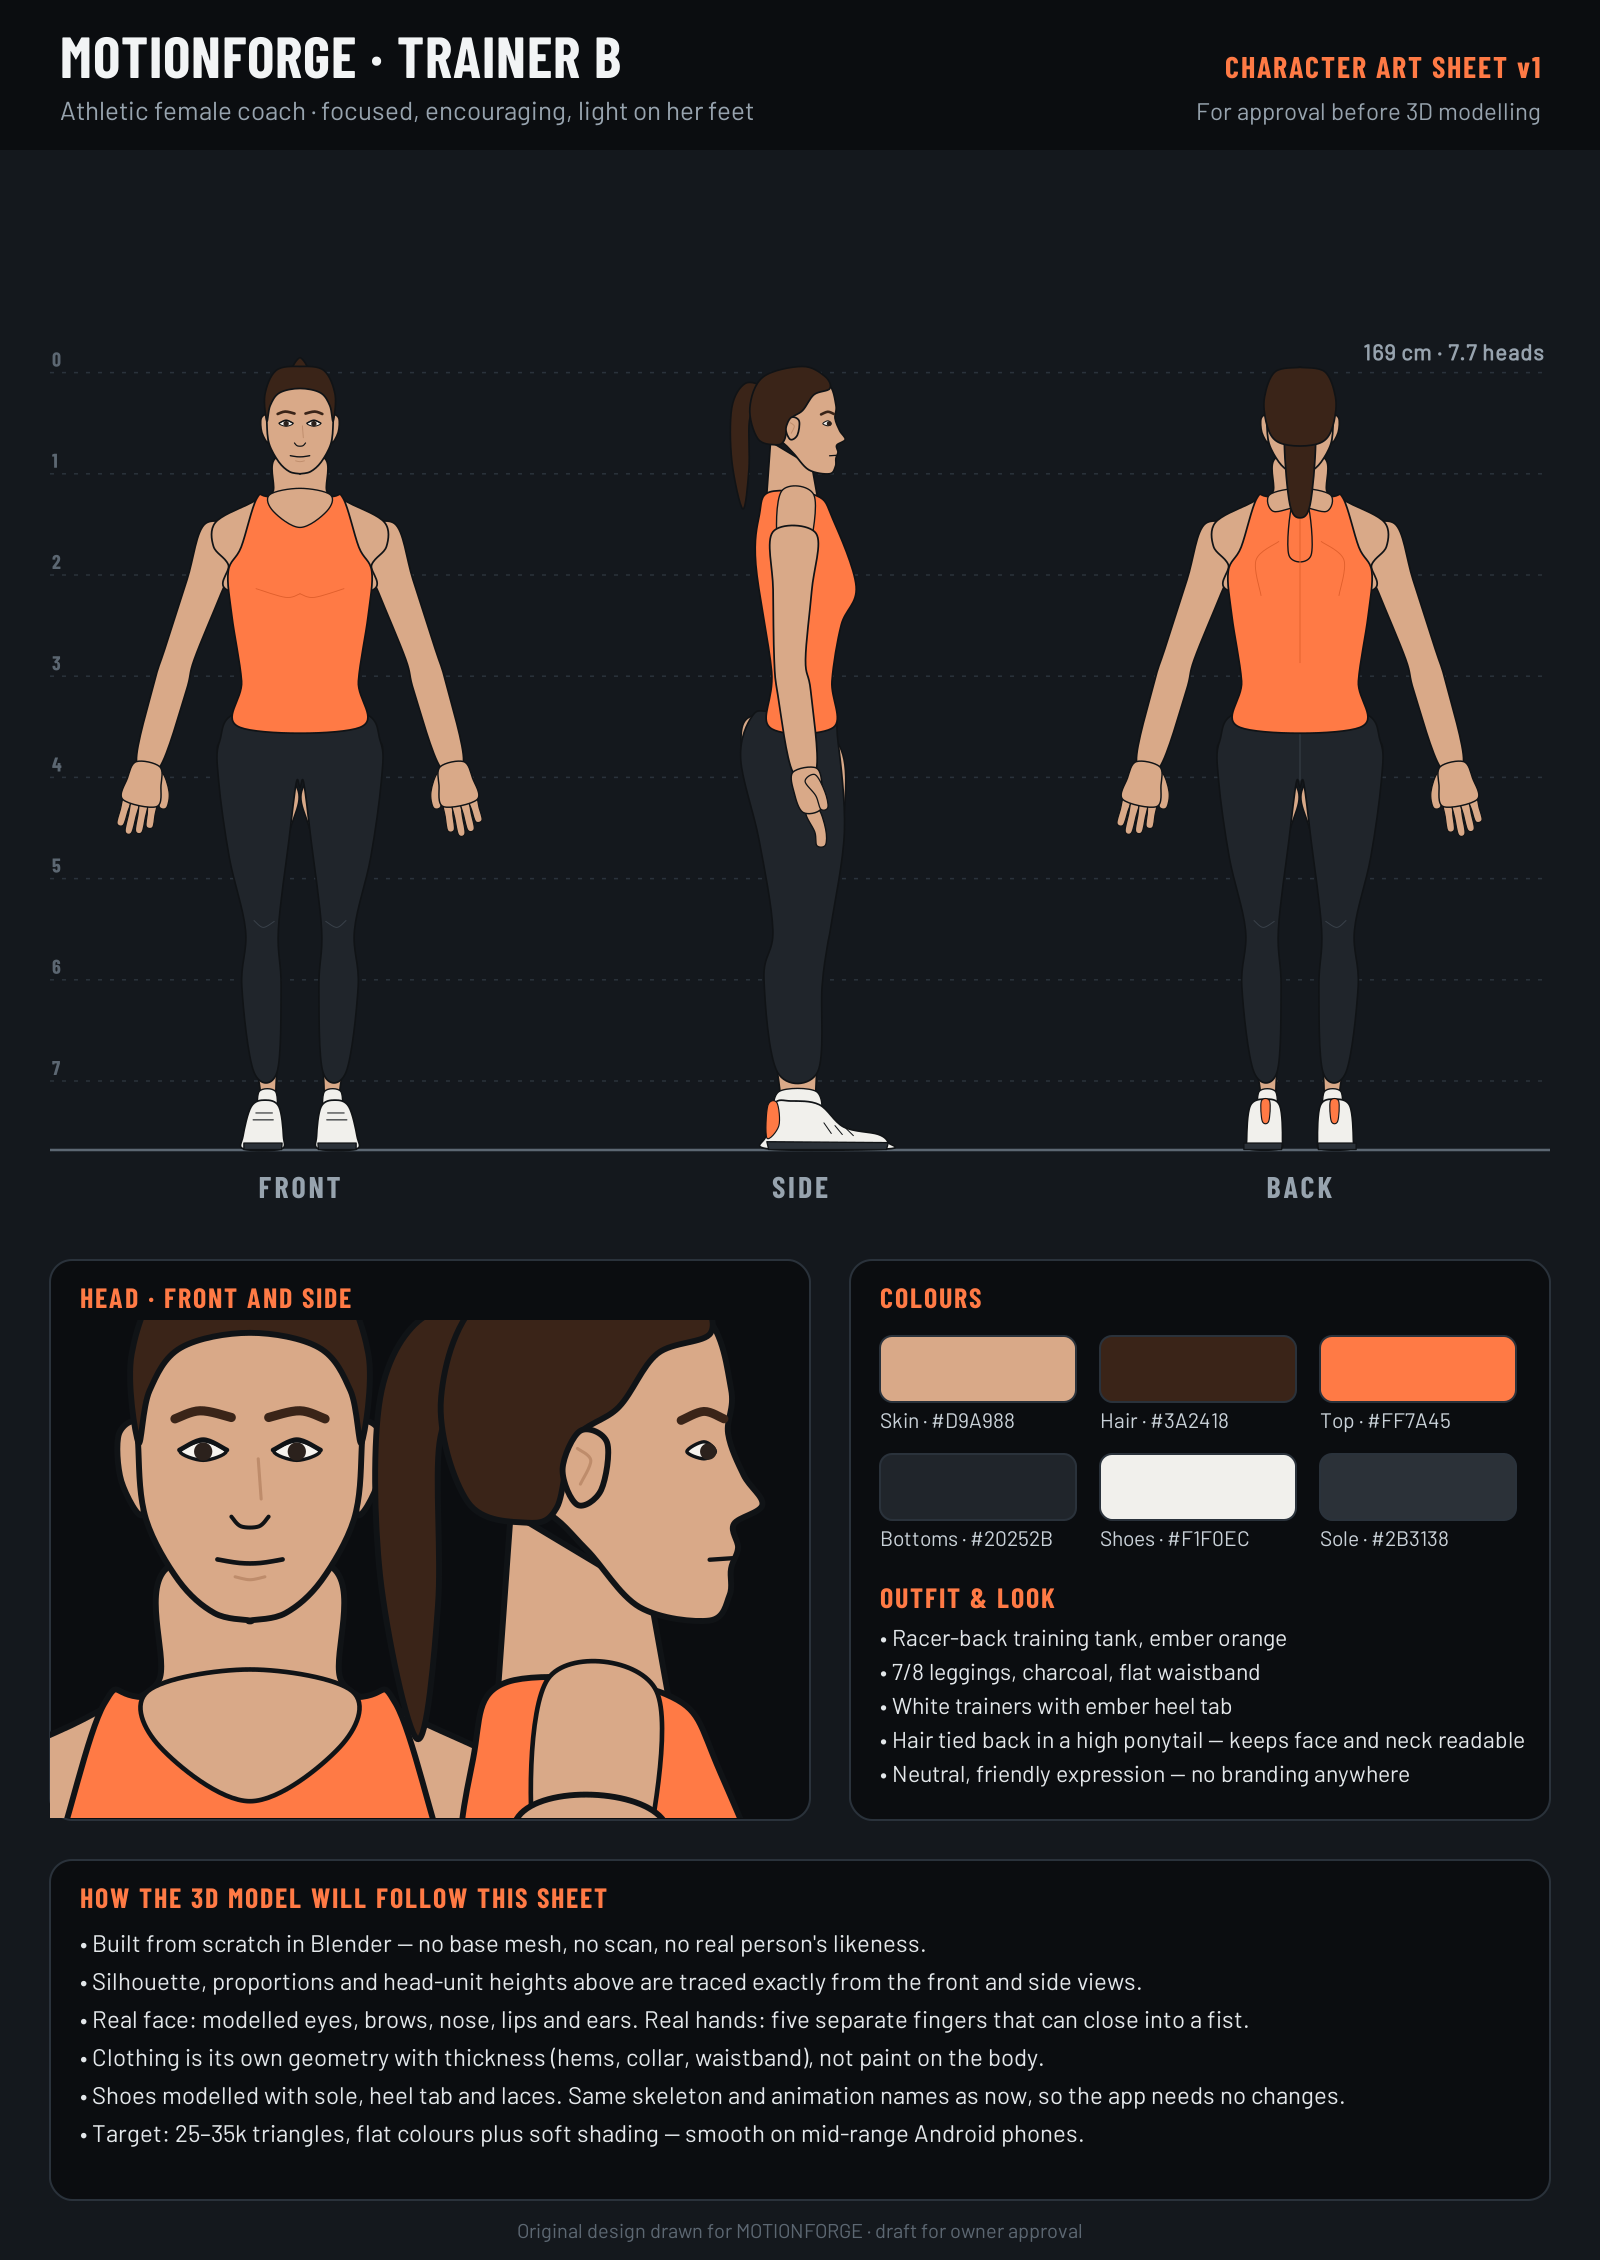 MOTIONFORGE · TRAINER B
CHARACTER ART SHEET v1
Athletic female coach · focused, encouraging, light on her feet
For approval before 3D modelling
169 cm · 7.7 heads
0
1
2
3
4
5
6
7
FRONT
SIDE
BACK
HEAD · FRONT AND SIDE
COLOURS
Skin · #D9A988
Hair · #3A2418
Top · #FF7A45
Bottoms · #20252B
Shoes · #F1F0EC
Sole · #2B3138
OUTFIT & LOOK
• Racer-back training tank, ember orange
• 7/8 leggings, charcoal, flat waistband
• White trainers with ember heel tab
• Hair tied back in a high ponytail — keeps face and neck readable
• Neutral, friendly expression — no branding anywhere
HOW THE 3D MODEL WILL FOLLOW THIS SHEET
• Built from scratch in Blender — no base mesh, no scan, no real person's likeness.
• Silhouette, proportions and head-unit heights above are traced exactly from the front and side views.
• Real face: modelled eyes, brows, nose, lips and ears. Real hands: five separate fingers that can close into a fist.
• Clothing is its own geometry with thickness (hems, collar, waistband), not paint on the body.
• Shoes modelled with sole, heel tab and laces. Same skeleton and animation names as now, so the app needs no changes.
• Target: 25–35k triangles, flat colours plus soft shading — smooth on mid-range Android phones.
Original design drawn for MOTIONFORGE · draft for owner approval